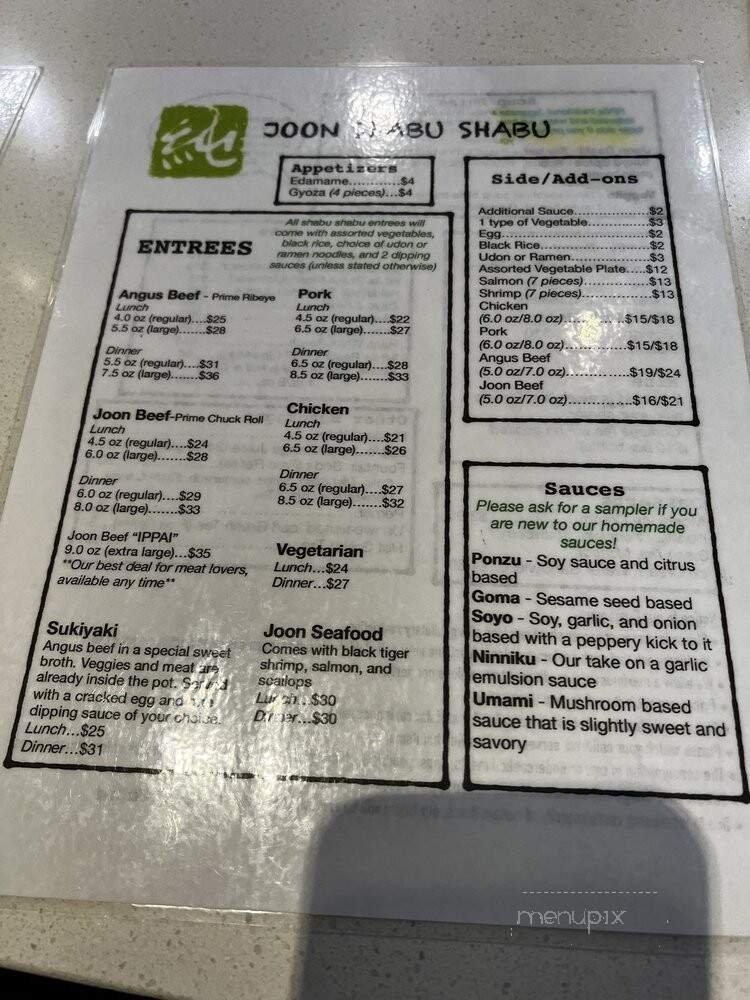 JOON SHABU SHABU
Appetizers
Edamame............$4
Gyoza (4 pieces)...$4
ENTREES
All shabu shabu entrees will
come with assorted vegetables,
black rice, choice of udon or
ramen noodles, and 2 dipping
sauces (unless stated otherwise)
Angus Beef - Prime Ribeye
Lunch
4.0 oz (regular)....$25
5.5 oz (large).......$28
Dinner
5.5 oz (regular)....$31
7.5 oz (large).......$36
Joon Beef-Prime Chuck Roll
Lunch
4.5 oz (regular)....$24
6.0 oz (large).......$28
Dinner
6.0 oz (regular)....$29
8.0 oz (large).......$33
Joon Beef "IPPAI"
9.0 oz (extra large)...$35
**Our best deal for meat lovers,
available any time**
Sukiyaki
Angus beef in a special sweet
broth. Veggies and meat are
already inside the pot. Served
with a cracked egg and
dipping sauce of your choice.
Lunch...$25
Dinner...$31
Pork
Lunch
4.5 oz (regular)....$22
6.5 oz (large).......$27
Dinner
6.5 oz (regular)....$28
8.5 oz (large).......$33
Chicken
Lunch
4.5 oz (regular)....$21
6.5 oz (large).......$26
Dinner
6.5 oz (regular)....$27
8.5 oz (large).......$32
Vegetarian
Lunch...$24
Dinner...$27
Joon Seafood
Comes with black tiger
shrimp, salmon, and
scallops
Lunch...$30
Dinner...$30
Side/Add-ons
Additional Sauce..................$2
1 type of Vegetable..............$3
Egg....................................$2
Black Rice...........................$2
Udon or Ramen...................$3
Assorted Vegetable Plate.....$12
Salmon (7 pieces)................$13
Shrimp (7 pieces).................$13
Chicken
(6.0 oz/8.0 oz)...............$15/$18
Pork
(6.0 oz/8.0 oz)...............$15/$18
Angus Beef
(5.0 oz/7.0 oz)...............$19/$24
Joon Beef
(5.0 oz/7.0 oz)...............$16/$21
Sauces
Please ask for a sampler if you
are new to our homemade
sauces!
Ponzu - Soy sauce and citrus
based
Goma - Sesame seed based
Soyo - Soy, garlic, and onion
based with a peppery kick to it
Ninniku - Our take on a garlic
emulsion sauce
Umami - Mushroom based
sauce that is slightly sweet and
savory
menupix